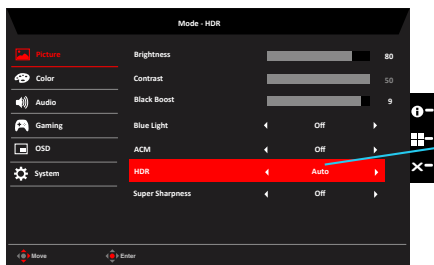 Mode - HDR
Picture
Color
Audio
Gaming
OSD
System
Brightness 80
Contrast 50
Black Boost 9
Blue Light Off
ACM Off
HDR Auto
Super Sharpness Off
Move Enter